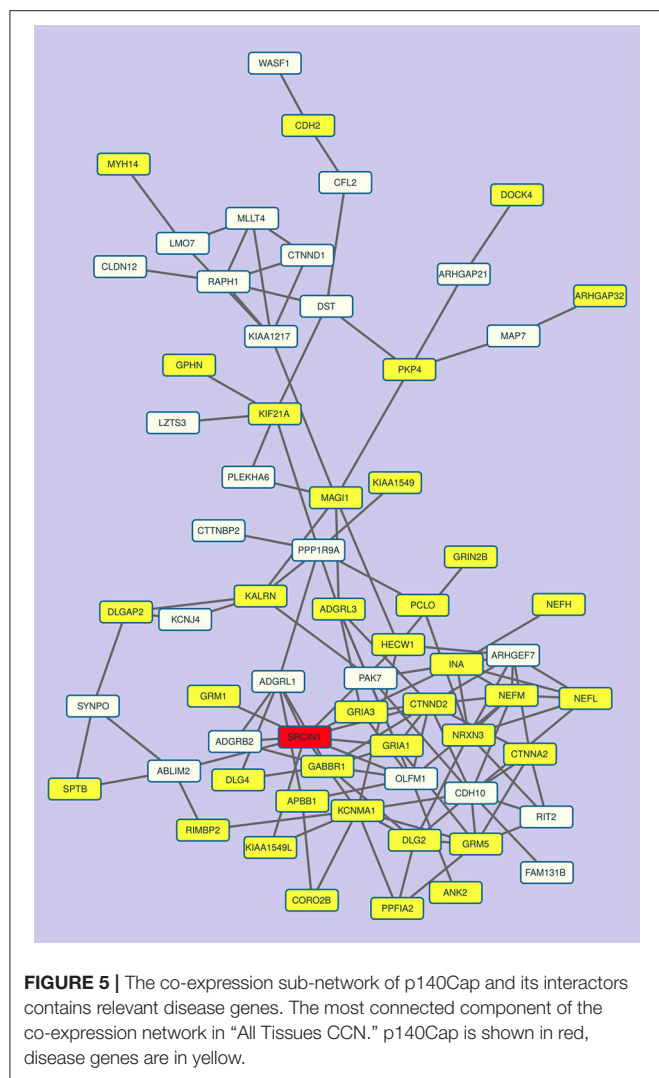 WASF1
CDH2
MYH14
CFL2
DOCK4
MLLT4
LMO7
CTNND1
CLDN12
RAPH1
ARHGAP21
ARHGAP32
DST
KIAA1217
MAP7
GPHN
PKP4
KIF21A
LZTS3
PLEKHA6
KIAA1549
MAGI1
CTTNBP2
PPP1R9A
GRIN2B
KALRN
DLGAP2
ADGRL3
PCLO
NEFH
KCNJ4
HECW1
ARHGEF7
INA
ADGRL1
PAK7
NEFM
NEFL
SYNPO
GRM1
GRIA3
CTNND2
ADGRB2
SRCIN1
NRXN3
GRIA1
CTNNA2
GABBR1
ABLIM2
DLG4
OLFM1
SPTB
APBB1
CDH10
KCNMA1
RIT2
RIMBP2
KIAA1549L
DLG2
GRM5
FAM131B
CORO2B
PPFIA2
ANK2
FIGURE 5 | The co-expression sub-network of p140Cap and its interactors
contains relevant disease genes. The most connected component of the
co-expression network in “All Tissues CCN.” p140Cap is shown in red,
disease genes are in yellow.